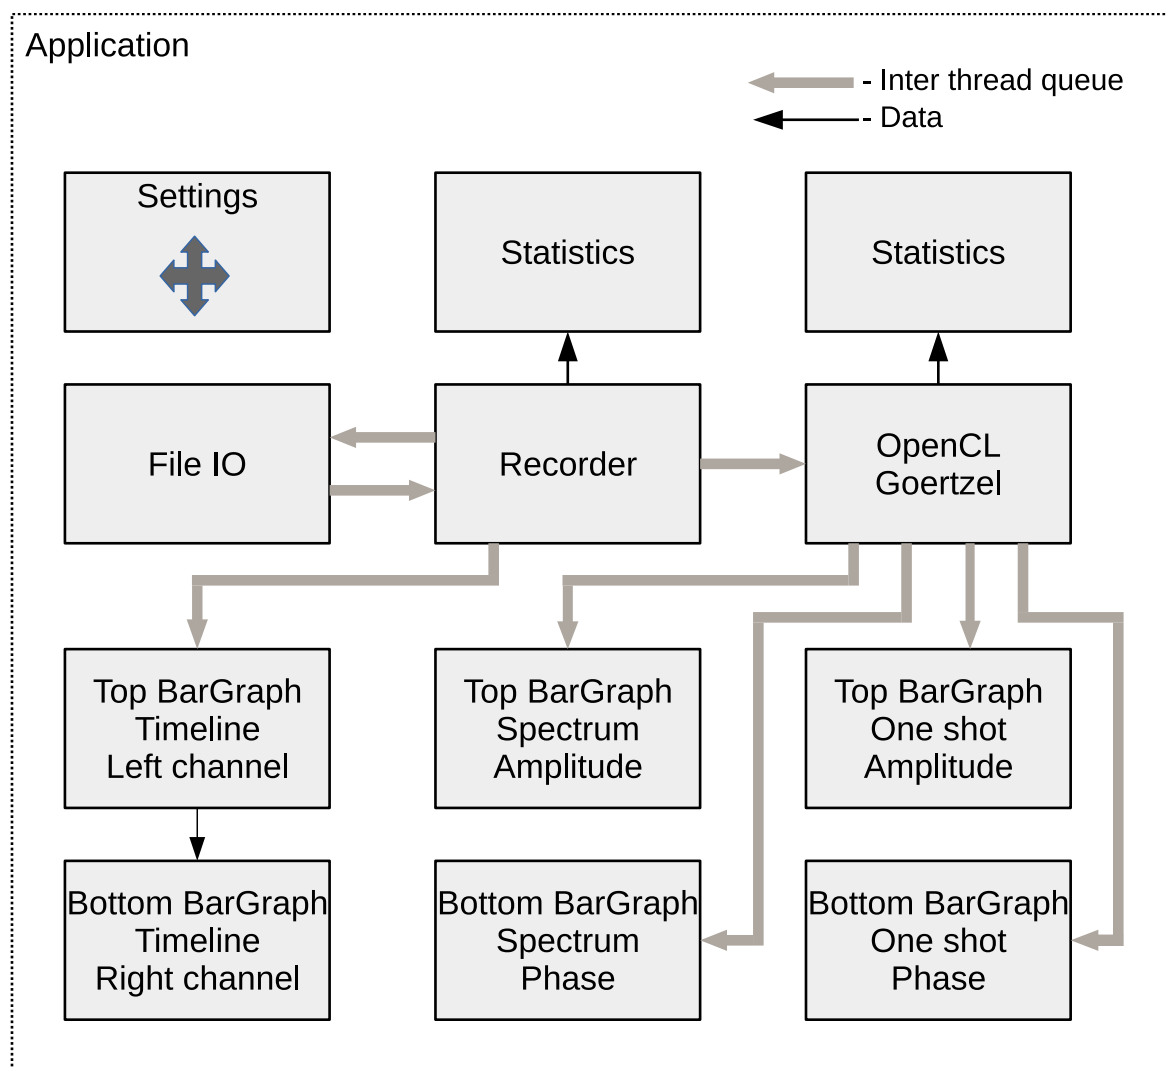 Application
- Inter thread queue
- Data
Settings
Statistics
Statistics
File IO
Recorder
OpenCL
Goertzel
Top BarGraph
Timeline
Left channel
Top BarGraph
Spectrum
Amplitude
Top BarGraph
One shot
Amplitude
Bottom BarGraph
Timeline
Right channel
Bottom BarGraph
Spectrum
Phase
Bottom BarGraph
One shot
Phase